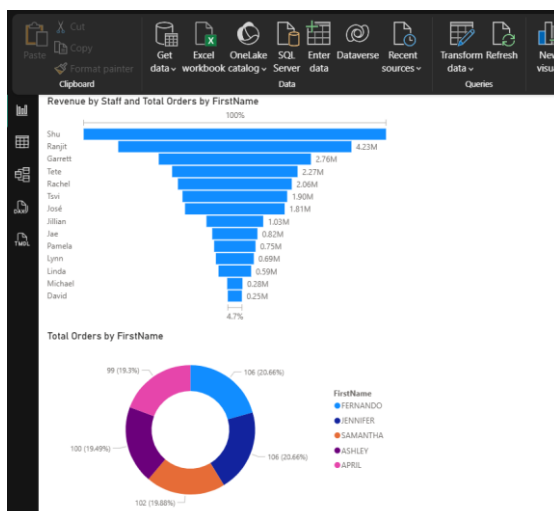 Cut
Copy
Paste
Format painter
Clipboard
Get data
Excel workbook
OneLake catalog
SQL Server
Enter data
Dataverse
Recent sources
Data
Transform data
Refresh
Queries
New
visu
DAX
TMDL
Revenue by Staff and Total Orders by FirstName
100%
Shu
Ranjit 4.23M
Garrett 2.76M
Tete 2.27M
Rachel 2.06M
Tsvi 1.90M
José 1.81M
Jillian 1.03M
Jae 0.82M
Pamela 0.75M
Lynn 0.69M
Linda 0.59M
Michael 0.28M
David 0.25M
4.7%
Total Orders by FirstName
99 (19.3%)
106 (20.66%)
100 (19.49%)
106 (20.66%)
102 (19.88%)
FirstName
FERNANDO
JENNIFER
SAMANTHA
ASHLEY
APRIL